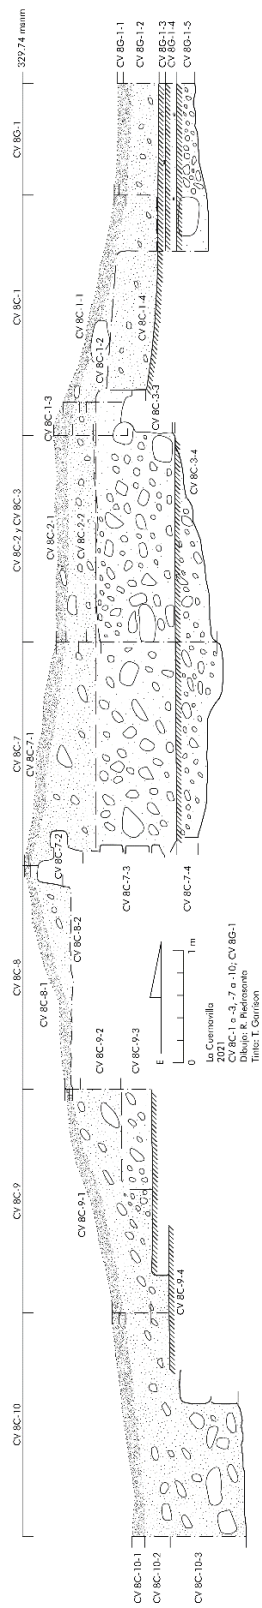 329.74 msnm
CV 8G-1
CV 8C-1
CV 8C-2 y CV 8C-3
CV 8C-7
CV 8C-8
CV 8C-9
CV 8C-10
CV 8G-1-1
CV 8G-1-2
CV 8G-1-3
CV 8G-1-4
CV 8G-1-5
CV 8C-1-1
CV 8C-1-2
CV 8C-1-4
CV 8C-1-3
CV 8C-3-3
CV 8C-3-4
CV 8C-2-1
CV 8C-2-2
CV 8C-7-1
CV 8C-7-2
CV 8C-7-3
CV 8C-7-4
CV 8C-8-1
CV 8C-8-2
CV 8C-9-2
CV 8C-9-3
CV 8C-9-1
CV 8C-9-4
CV 8C-10-1
CV 8C-10-2
CV 8C-10-3
E
0 1 m
La Cuernavilla
2021
CV 8C-1 a -3, -7 a -10; CV 8G-1
Dibujo: R. Piedrasanta
Tinta: T. Garrison